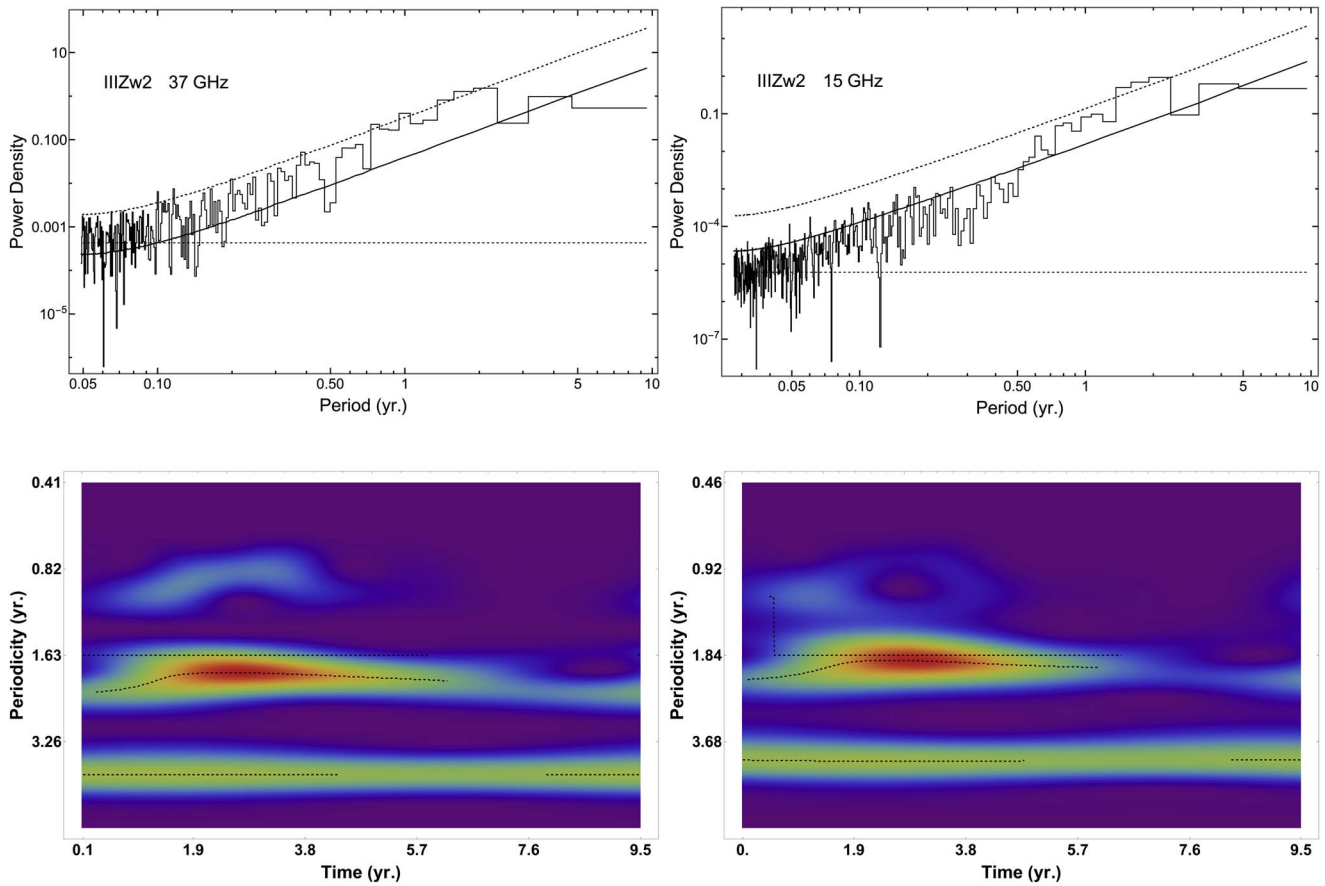 IIIZw2 37 GHz
Power Density
10
0.100
0.001
10⁻⁵
0.05 0.10 0.50 1 5 10
Period (yr.)
IIIZw2 15 GHz
Power Density
0.1
10⁻⁴
10⁻⁷
0.05 0.10 0.50 1 5 10
Period (yr.)
Periodicity (yr.)
0.41
0.82
1.63
3.26
0.1 1.9 3.8 5.7 7.6 9.5
Time (yr.)
Periodicity (yr.)
0.46
0.92
1.84
3.68
0. 1.9 3.8 5.7 7.6 9.5
Time (yr.)